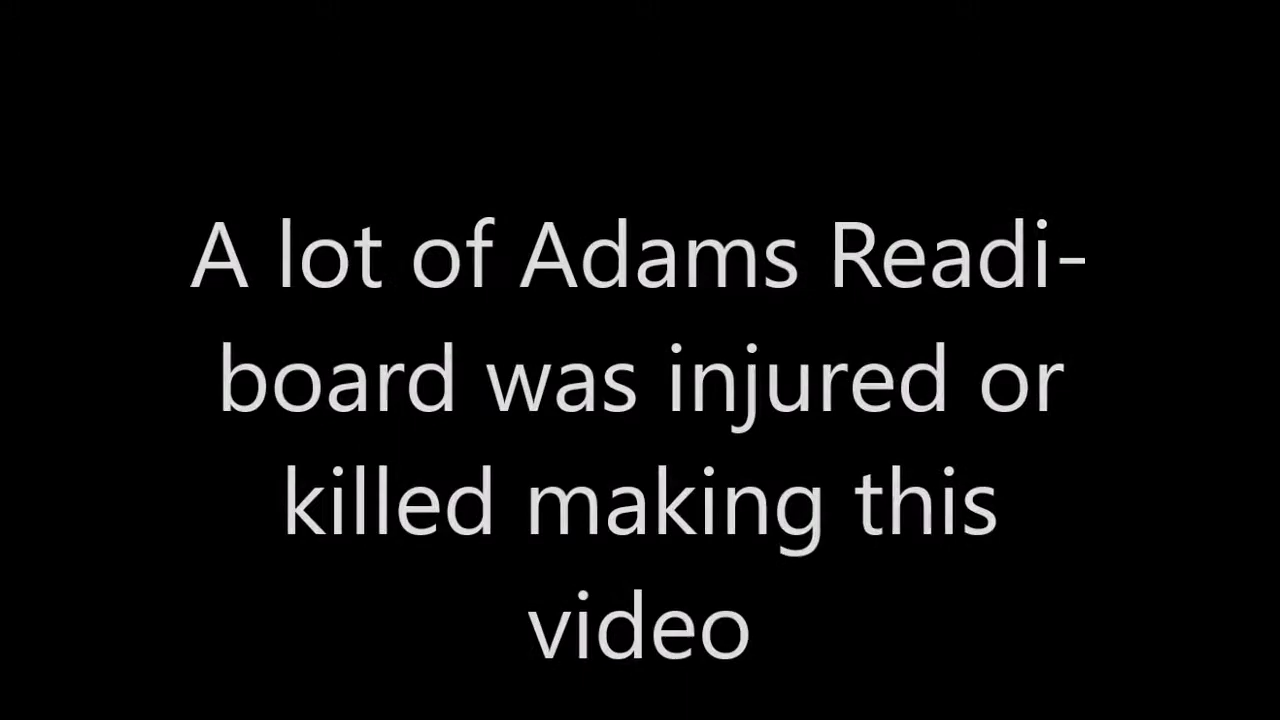 A lot of Adams Readi-
board was injured or
killed making this
video